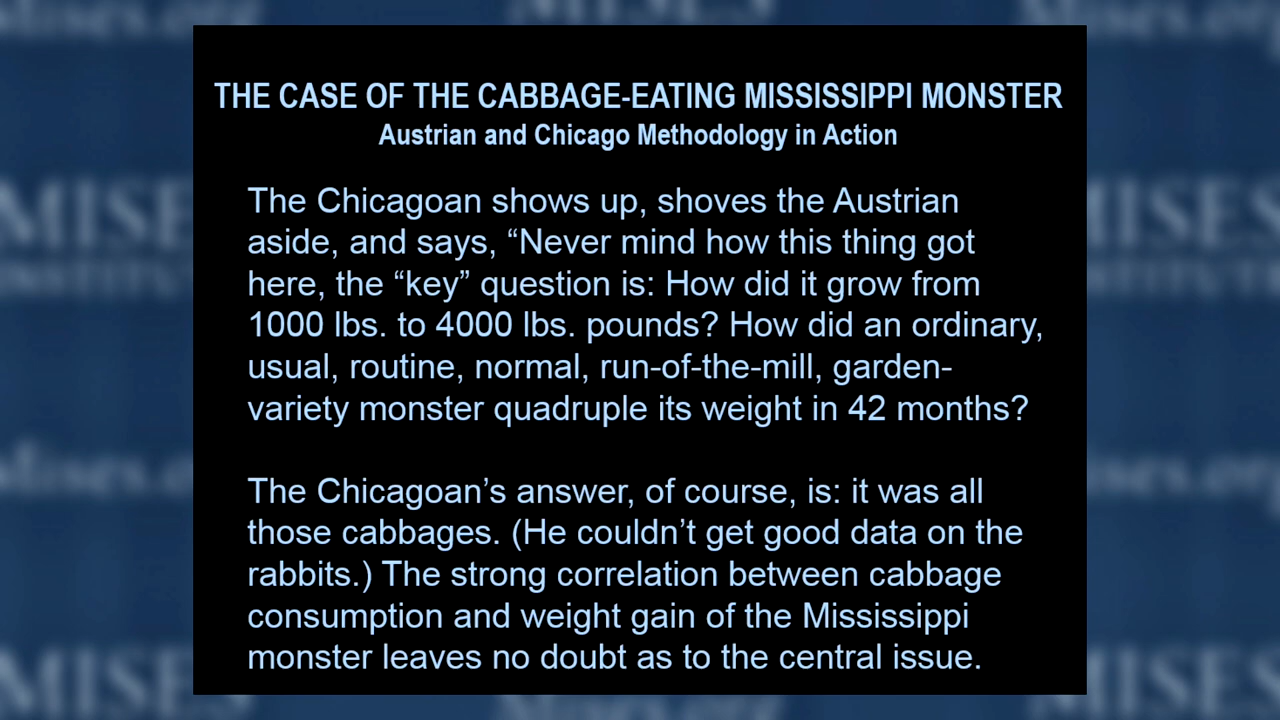 Mises.org
MISES
THE CASE OF THE CABBAGE-EATING MISSISSIPPI MONSTER
Austrian and Chicago Methodology in Action
The Chicagoan shows up, shoves the Austrian
aside, and says, “Never mind how this thing got
here, the “key” question is: How did it grow from
1000 lbs. to 4000 lbs. pounds? How did an ordinary,
usual, routine, normal, run-of-the-mill, garden-
variety monster quadruple its weight in 42 months?
The Chicagoan’s answer, of course, is: it was all
those cabbages. (He couldn’t get good data on the
rabbits.) The strong correlation between cabbage
consumption and weight gain of the Mississippi
monster leaves no doubt as to the central issue.